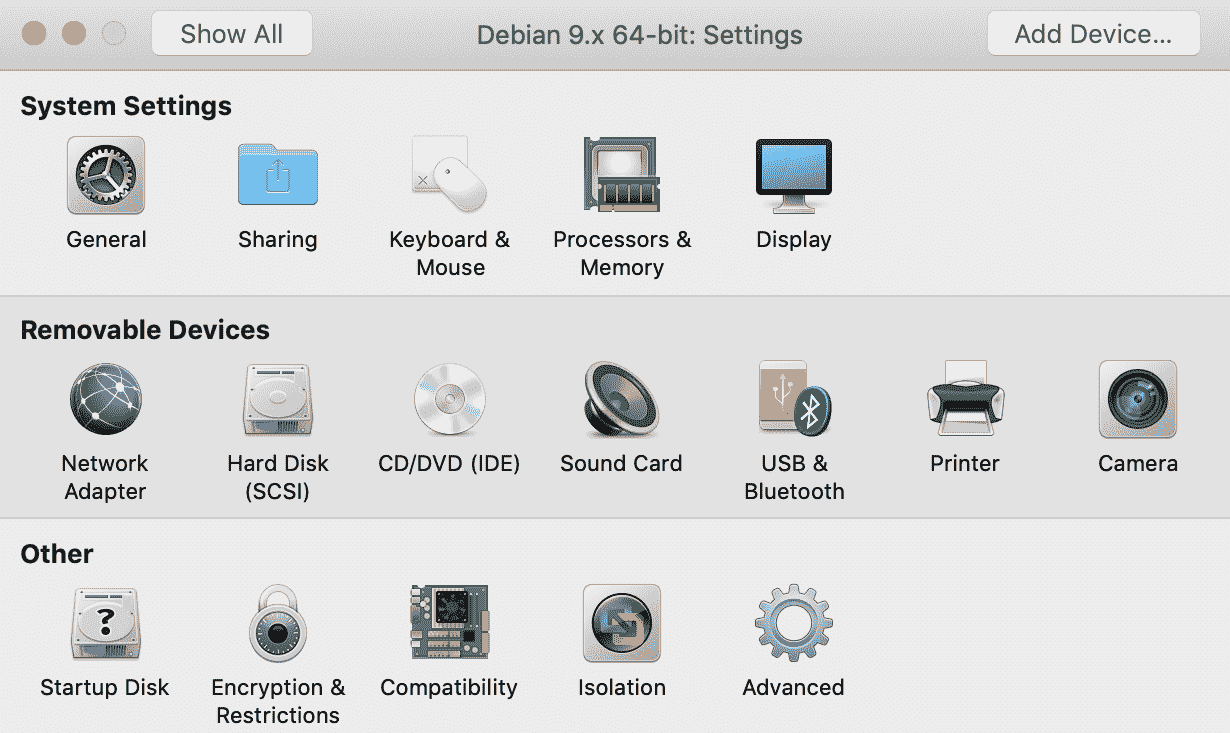 Show All
Debian 9.x 64-bit: Settings
Add Device...
System Settings
General
Sharing
Keyboard &
Mouse
Processors &
Memory
Display
Removable Devices
Network
Adapter
Hard Disk
(SCSI)
CD/DVD (IDE)
Sound Card
USB &
Bluetooth
Printer
Camera
Other
?
Startup Disk
Encryption &
Restrictions
Compatibility
Isolation
Advanced